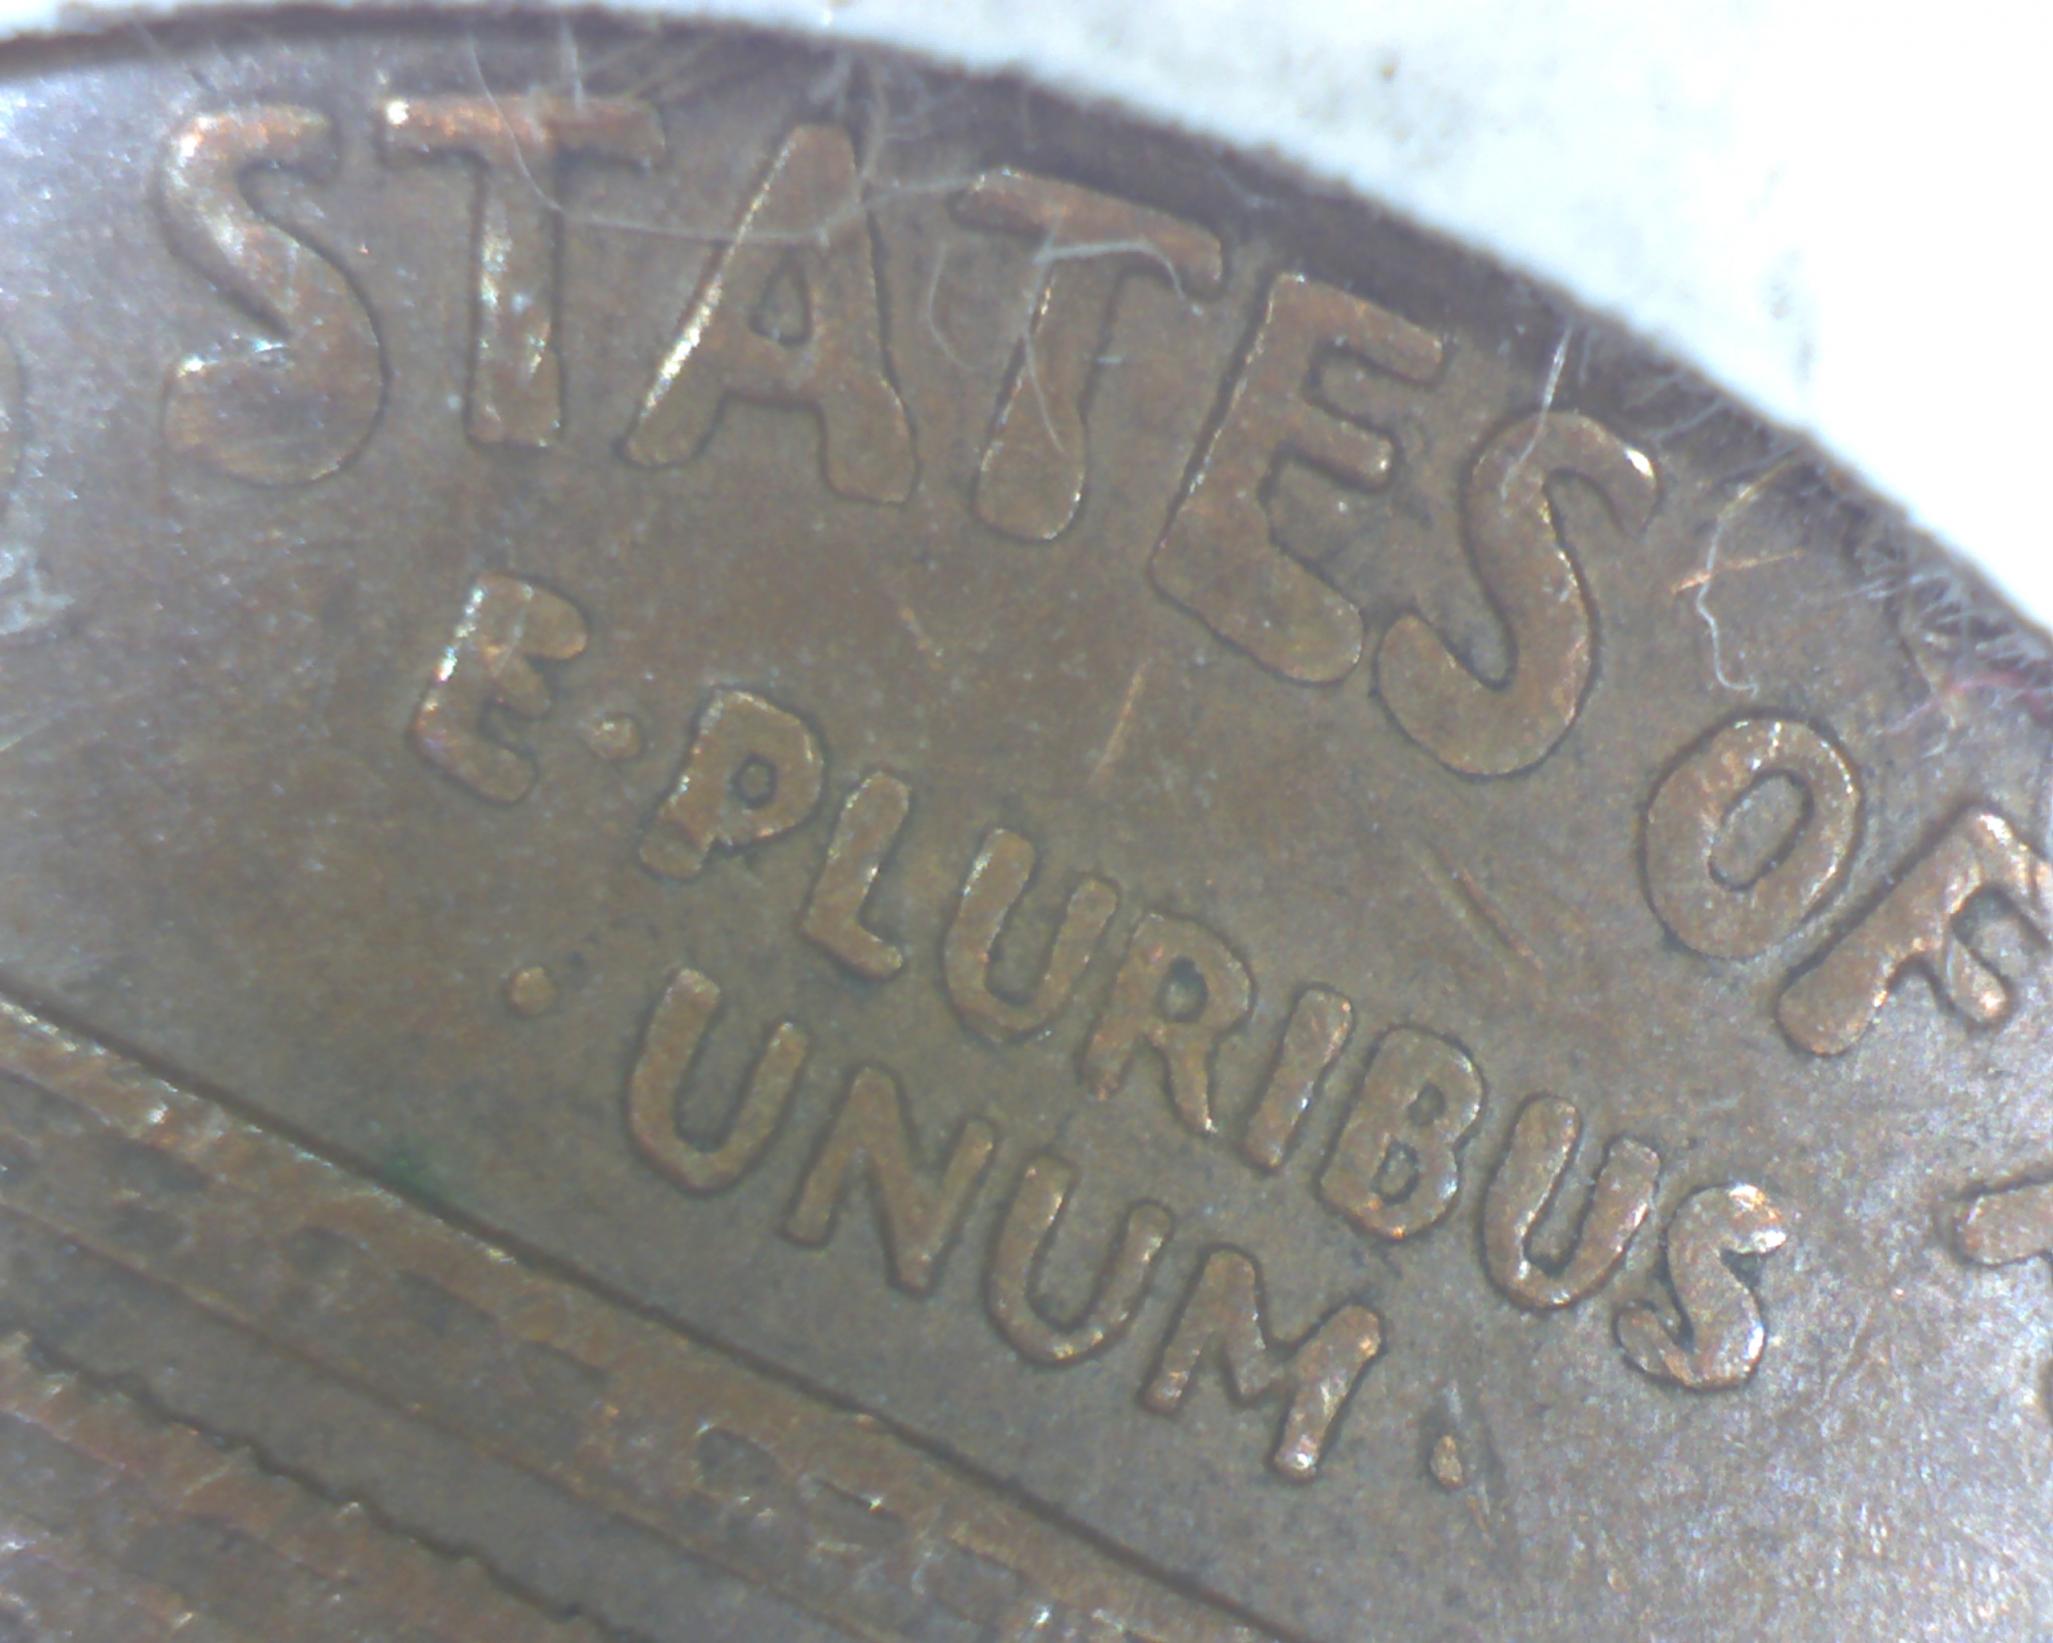 STATES OF
E·PLURIBUS
·UNUM·